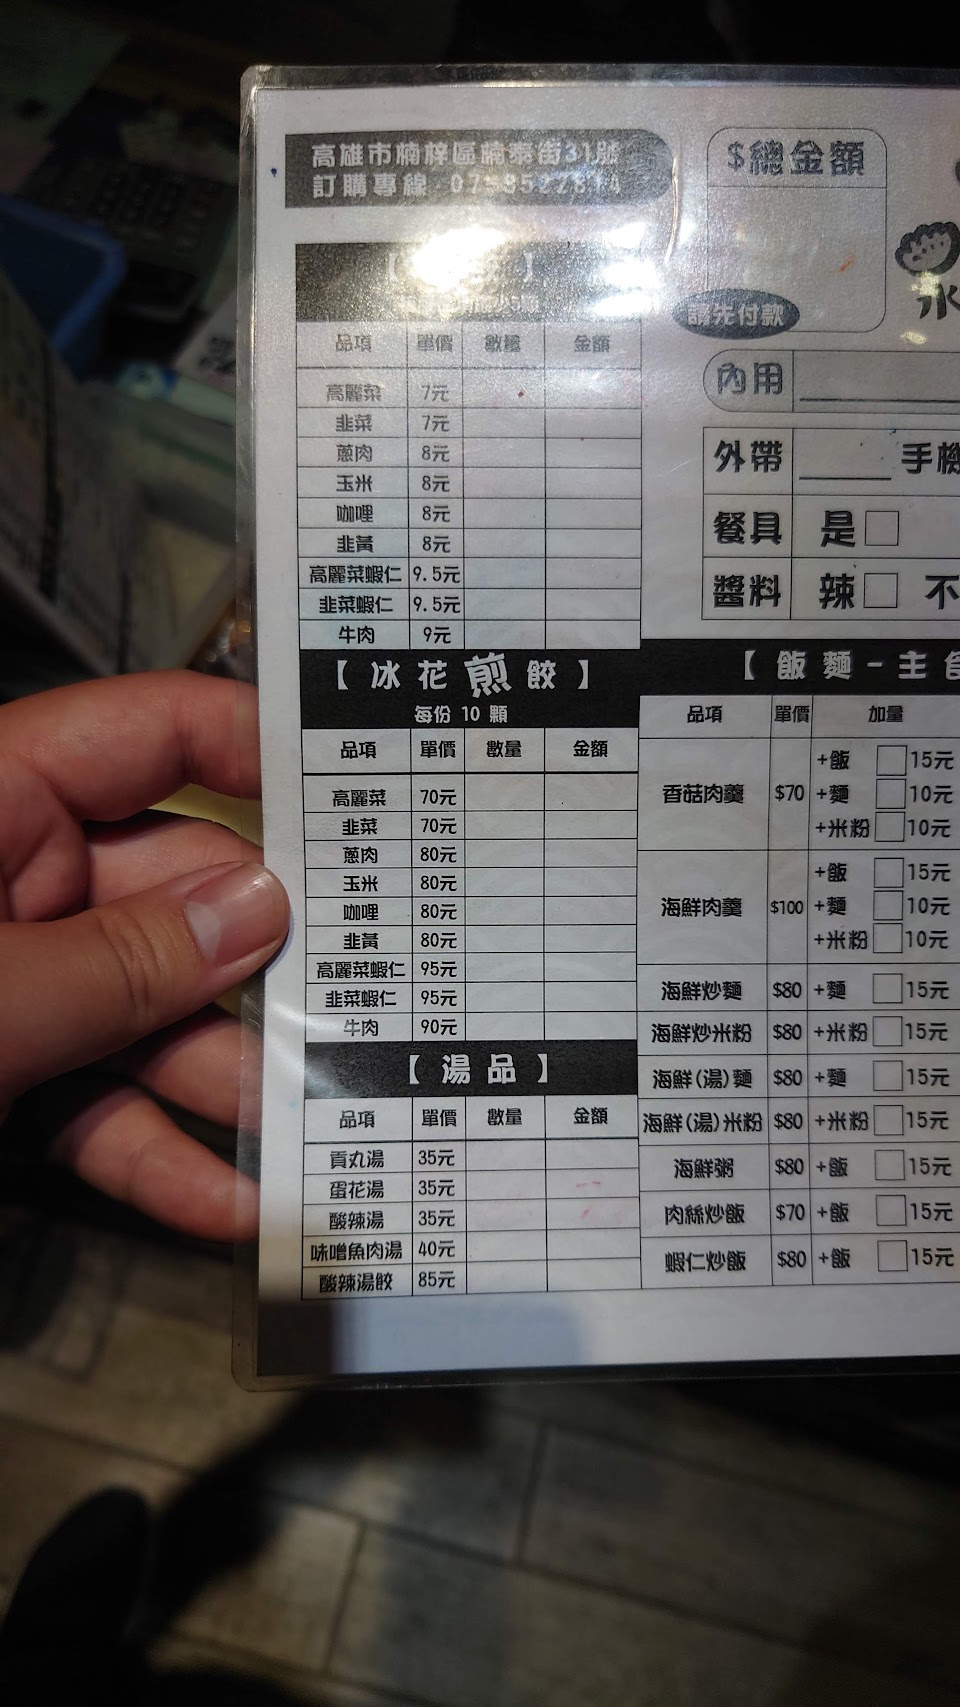 高雄市楠梓區楠泰街31號
訂購專線 073522814
$總金額
請先付款
水
內用
外帶 手機
餐具 是
醬料 辣 不
品項 單價 數量 金額
高麗菜 7元
韭菜 7元
蔥肉 8元
玉米 8元
咖哩 8元
韭黃 8元
高麗菜蝦仁 9.5元
韭菜蝦仁 9.5元
牛肉 9元
【冰花煎餃】
每份10顆
品項 單價 數量 金額
高麗菜 70元
韭菜 70元
蔥肉 80元
玉米 80元
咖哩 80元
韭黃 80元
高麗菜蝦仁 95元
韭菜蝦仁 95元
牛肉 90元
【湯品】
品項 單價 數量 金額
貢丸湯 35元
蛋花湯 35元
酸辣湯 35元
味噌魚肉湯 40元
酸辣湯餃 85元
【飯麵-主食
品項 單價 加量
香菇肉羹 $70 +飯 15元
+麵 10元
+米粉 10元
海鮮肉羹 $100 +飯 15元
+麵 10元
+米粉 10元
海鮮炒麵 $80 +麵 15元
海鮮炒米粉 $80 +米粉 15元
海鮮(湯)麵 $80 +麵 15元
海鮮(湯)米粉 $80 +米粉 15元
海鮮粥 $80 +飯 15元
肉絲炒飯 $70 +飯 15元
蝦仁炒飯 $80 +飯 15元